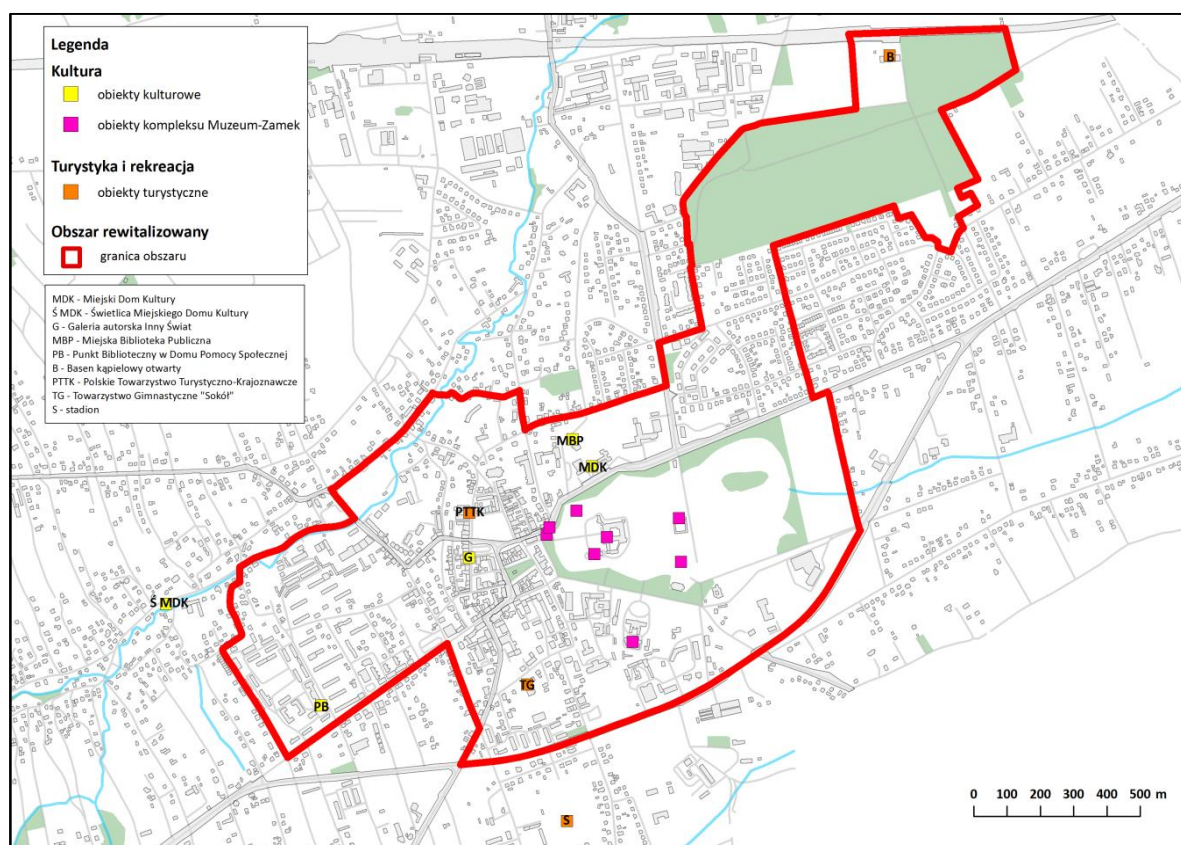 Legenda
Kultura
obiekty kulturowe
obiekty kompleksu Muzeum-Zamek
Turystyka i rekreacja
obiekty turystyczne
Obszar rewitalizowany
granica obszaru
MDK - Miejski Dom Kultury
Ś MDK - Świetlica Miejskiego Domu Kultury
G - Galeria autorska Inny Świat
MBP - Miejska Biblioteka Publiczna
PB - Punkt Biblioteczny w Domu Pomocy Społecznej
B - Basen kąpielowy otwarty
PTTK - Polskie Towarzystwo Turystyczno-Krajoznawcze
TG - Towarzystwo Gimnastyczne "Sokół"
S - stadion
B
MBP
MDK
PTTK
G
Ś MDK
TG
PB
S
0 100 200 300 400 500 m